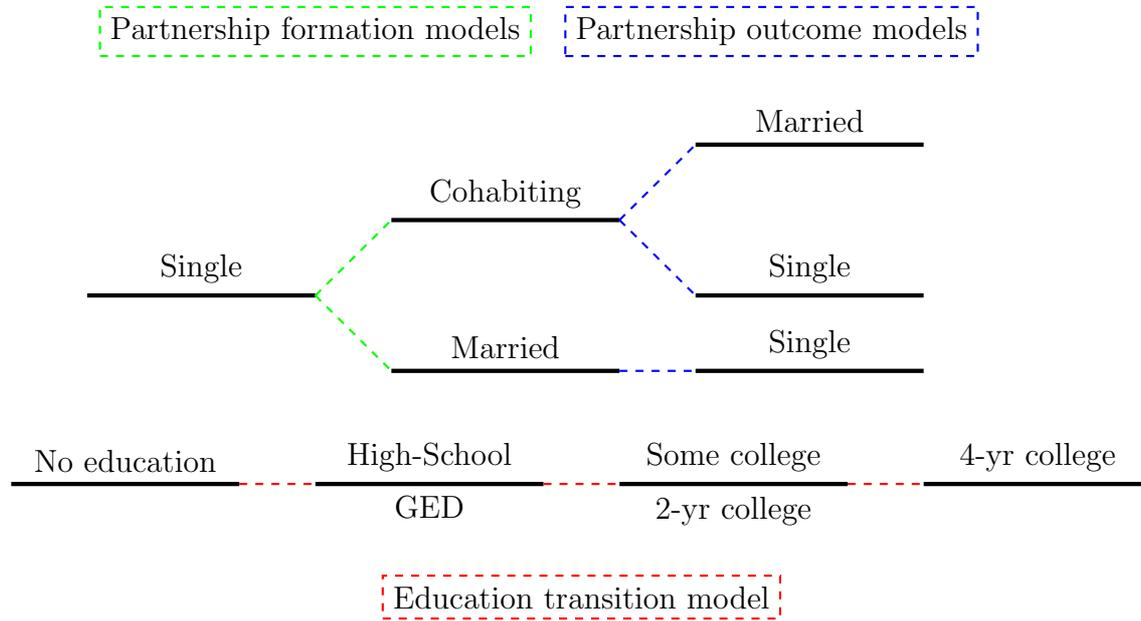 Partnership formation models
Partnership outcome models
Married
Cohabiting
Single
Single
Married
Single
No education
High-School
Some college
4-yr college
GED
2-yr college
Education transition model